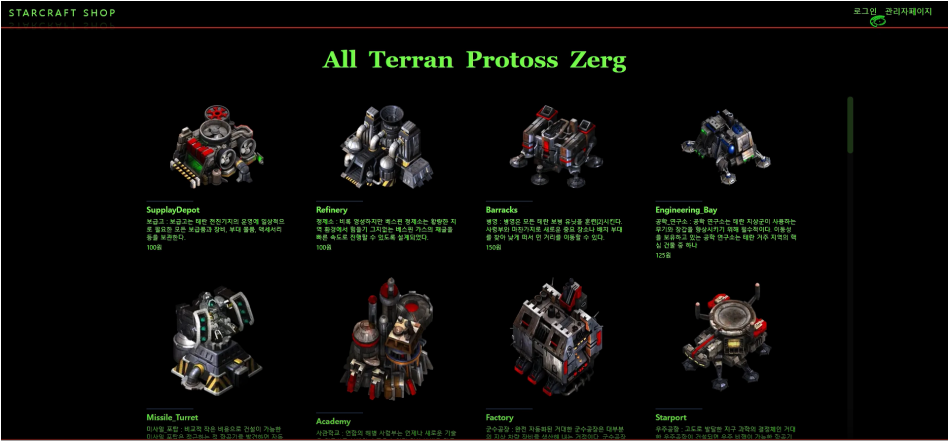 STARCRAFT SHOP
로그인 관리자페이지
All Terran Protoss Zerg
SupplayDepot
보급고 : 보급고는 테란 전진기지의 운영에 일상적으
로 필요한 모든 보급품과 장비, 부대 물품, 액세서리
등을 보관한다.
100원
Refinery
정제소 : 비록 엉성하지만 베스핀 정제소는 황량한 지
역 환경에서 힘들기 그지없는 베스핀 가스의 채굴을
빠른 속도로 진행할 수 있도록 설계되었다.
100원
Barracks
병영 : 병영은 모든 테란 보병 유닛을 훈련[2]시킨다.
사령부와 마찬가지로 새로운 중요 장소나 배치 부대
를 쫓아 낮게 떠서 먼 거리를 이동할 수 있다.
150원
Engineering_Bay
공학_연구소 : 공학 연구소는 테란 지상군이 사용하는
무기와 장갑을 향상시키기 위해 필수적이다. 이동성
을 보유하고 있는 공학 연구소는 테란 거주 지역의 핵
심 건물 중 하나
125원
Missile_Turret
미사일_포탑 : 비교적 작은 비용으로 건설이 가능한
Academy
사관학교 : 연합의 해병 사령부는 언제나 새로운 기술
Factory
군수공장 : 완전 자동화된 거대한 군수공장은 대부분
Starport
우주공항 : 고도로 발달한 지구 과학의 결정체인 거대